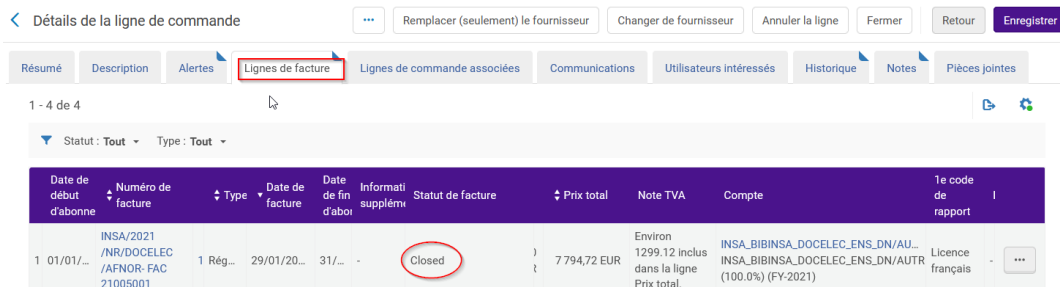 Détails de la ligne de commande
Remplacer (seulement) le fournisseur
Changer de fournisseur
Annuler la ligne
Fermer
Retour
Enregistrer
Résumé
Description
Alertes
Lignes de facture
Lignes de commande associées
Communications
Utilisateurs intéressés
Historique
Notes
Pièces jointes
1 - 4 de 4
Statut : Tout
Type : Tout
Date de
début
d'abonne
Numéro de
facture
Type
Date de
facture
Date
de fin
d'abo
Informati
supplém
Statut de facture
Prix total
Note TVA
Compte
1e code
de
rapport
1
01/01/...
INSA/2021
/NR/DOCELEC
/AFNOR- FAC
21005001
1
Rég...
29/01/20...
31/...
-
Closed
7 794,72 EUR
Environ
1299.12 inclus
dans la ligne
Prix total.
INSA_BIBINSA_DOCELEC_ENS_DN/AU...
INSA_BIBINSA_DOCELEC_ENS_DN/AUTR
(100.0%) (FY-2021)
Licence
français
-